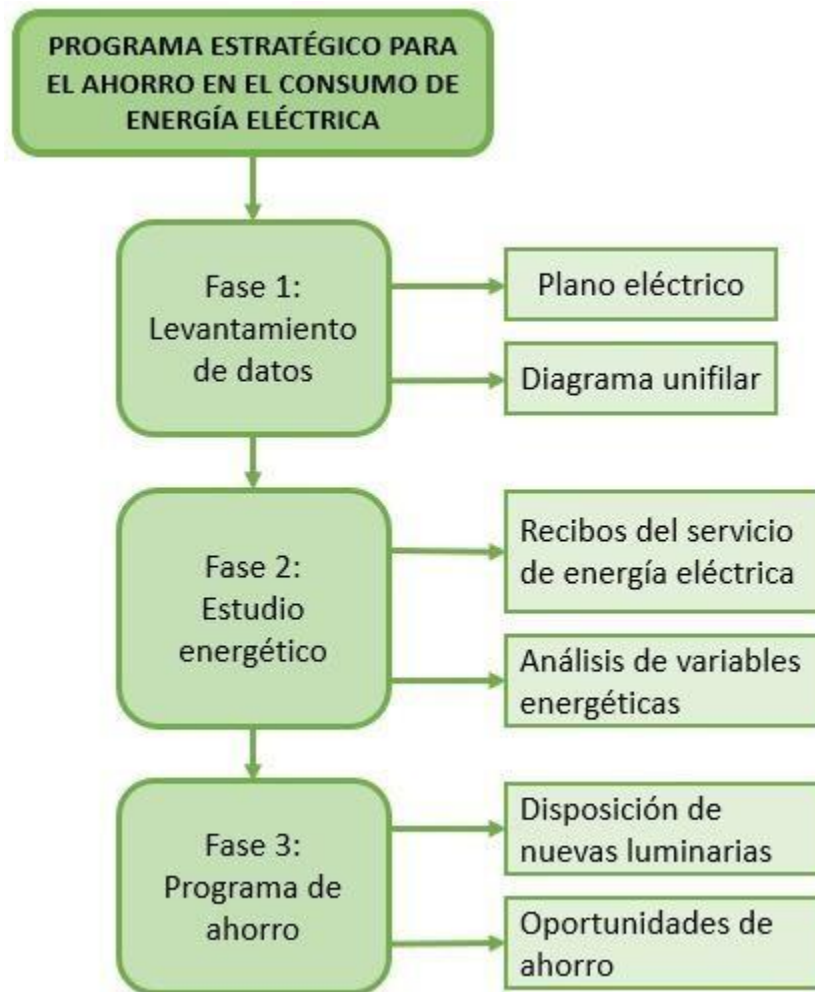 PROGRAMA ESTRATÉGICO PARA
EL AHORRO EN EL CONSUMO DE
ENERGÍA ELÉCTRICA
Fase 1:
Levantamiento
de datos
Plano eléctrico
Diagrama unifilar
Fase 2:
Estudio
energético
Recibos del servicio
de energía eléctrica
Análisis de variables
energéticas
Fase 3:
Programa de
ahorro
Disposición de
nuevas luminarias
Oportunidades de
ahorro